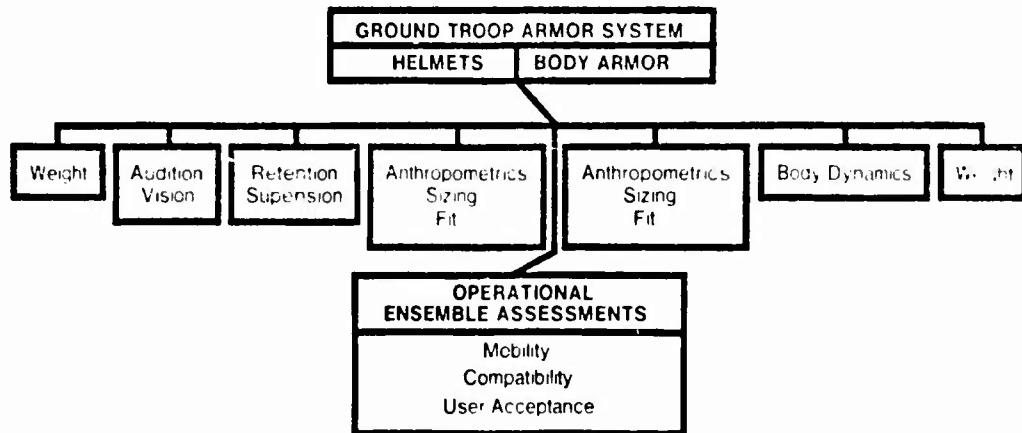 GROUND TROOP ARMOR SYSTEM
HELMETS BODY ARMOR
Weight
Audition
Vision
Retention
Supension
Anthropometrics
Sizing
Fit
Anthropometrics
Sizing
Fit
Body Dynamics
Weight
OPERATIONAL
ENSEMBLE ASSESSMENTS
Mobility
Compatibility
User Acceptance